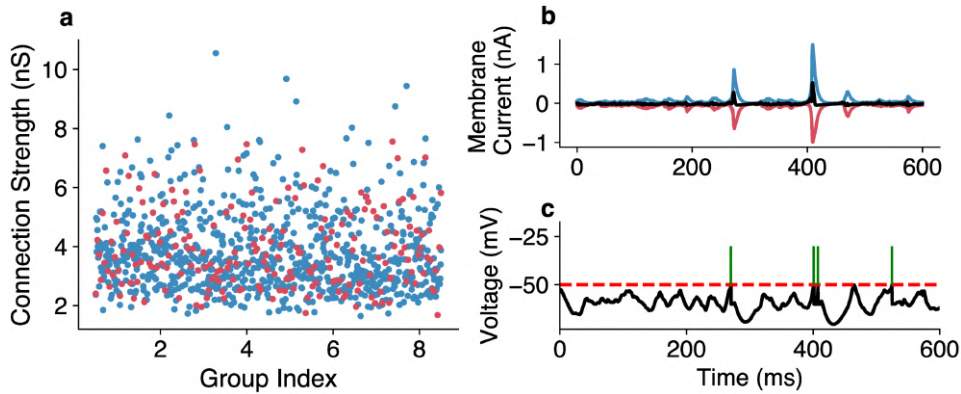 a
Connection Strength (nS)
10
8
6
4
2
2 4 6 8
Group Index
b
Membrane
Current (nA)
1
0
−1
0 200 400 600
c
Voltage (mV)
−25
−50
0 200 400 600
Time (ms)